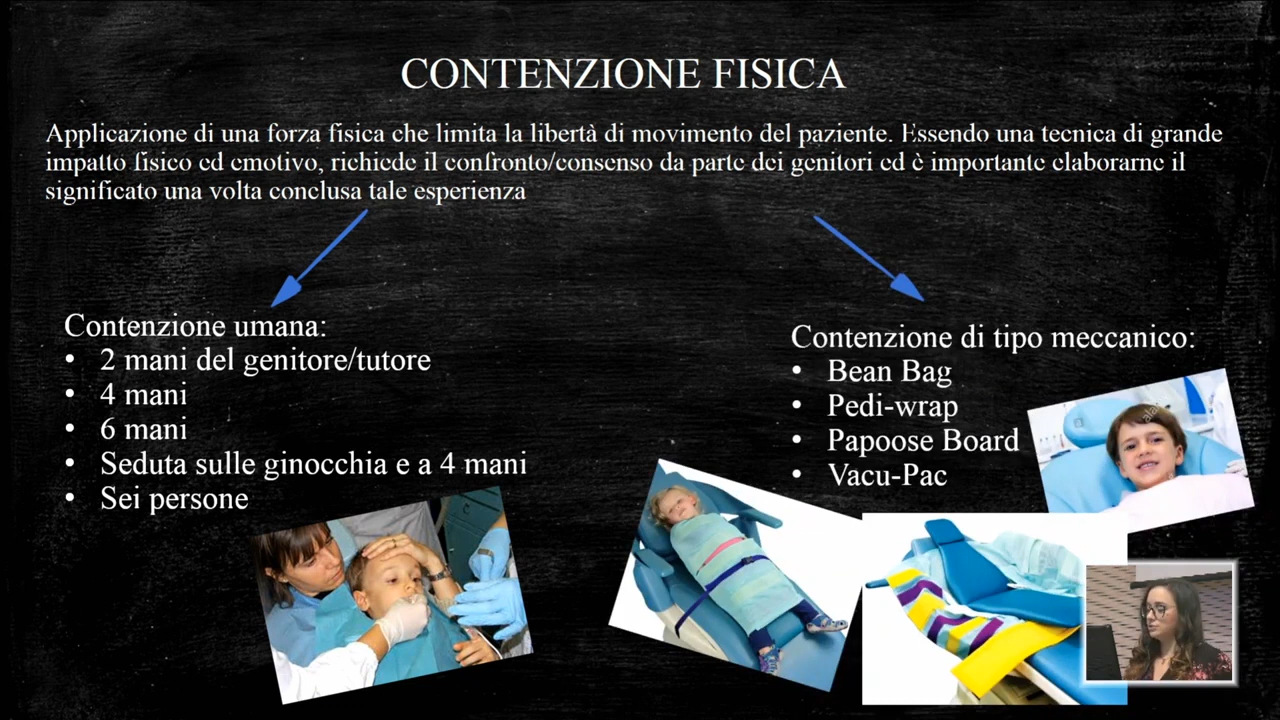 CONTENZIONE FISICA
Applicazione di una forza fisica che limita la libertà di movimento del paziente. Essendo una tecnica di grande
impatto fisico ed emotivo, richiede il confronto/consenso da parte dei genitori ed è importante elaborarne il
significato una volta conclusa tale esperienza
Contenzione umana:
• 2 mani del genitore/tutore
• 4 mani
• 6 mani
• Seduta sulle ginocchia e a 4 mani
• Sei persone
Contenzione di tipo meccanico:
• Bean Bag
• Pedi-wrap
• Papoose Board
• Vacu-Pac